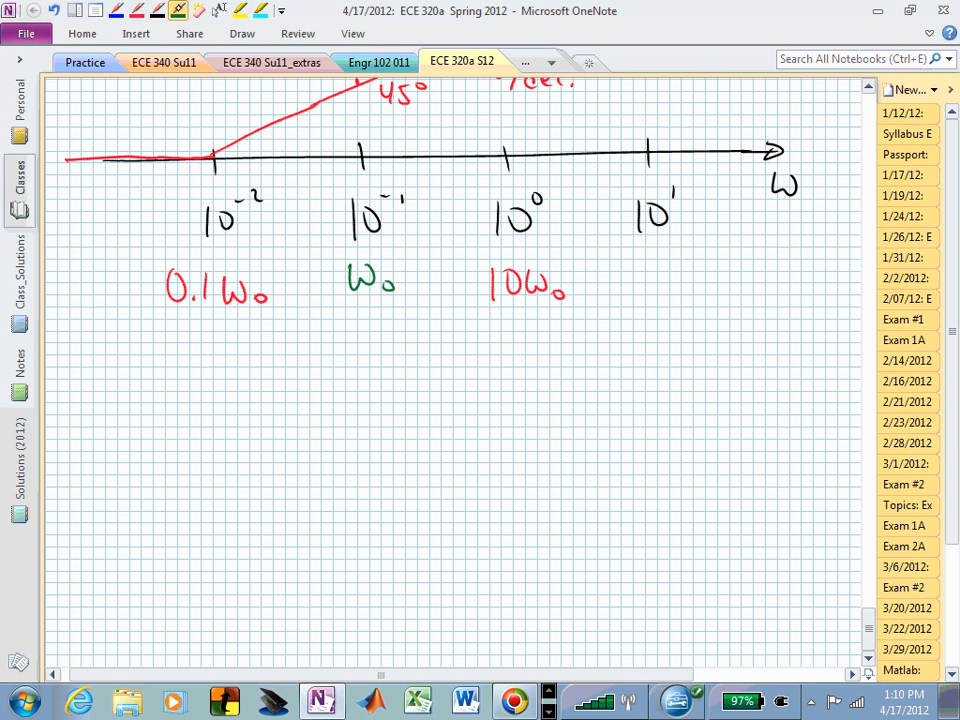 4/17/2012: ECE 320a Spring 2012 - Microsoft OneNote
File Home Insert Share Draw Review View
Practice ECE 340 Su11 ECE 340 Su11_extras Engr 102 011 ECE 320a S12 ...
Search All Notebooks (Ctrl+E)
Personal
Classes
Class_Solutions
Notes
Solutions (2012)
45°
10⁻² 10⁻¹ 10⁰ 10¹ ω
0.1ω₀ ω₀ 10ω₀
New...
1/12/12:
Syllabus E
Passport:
1/17/12:
1/19/12:
1/24/12:
1/26/12: E
1/31/12:
2/2/2012:
2/07/12: E
Exam #1
Exam 1A
2/14/2012
2/16/2012
2/21/2012
2/23/2012
2/28/2012
3/1/2012:
Exam #2
Topics: Ex
Exam 1A
Exam 2A
3/6/2012:
Exam #2
3/20/2012
3/22/2012
3/29/2012
Matlab:
97%
1:10 PM
4/17/2012